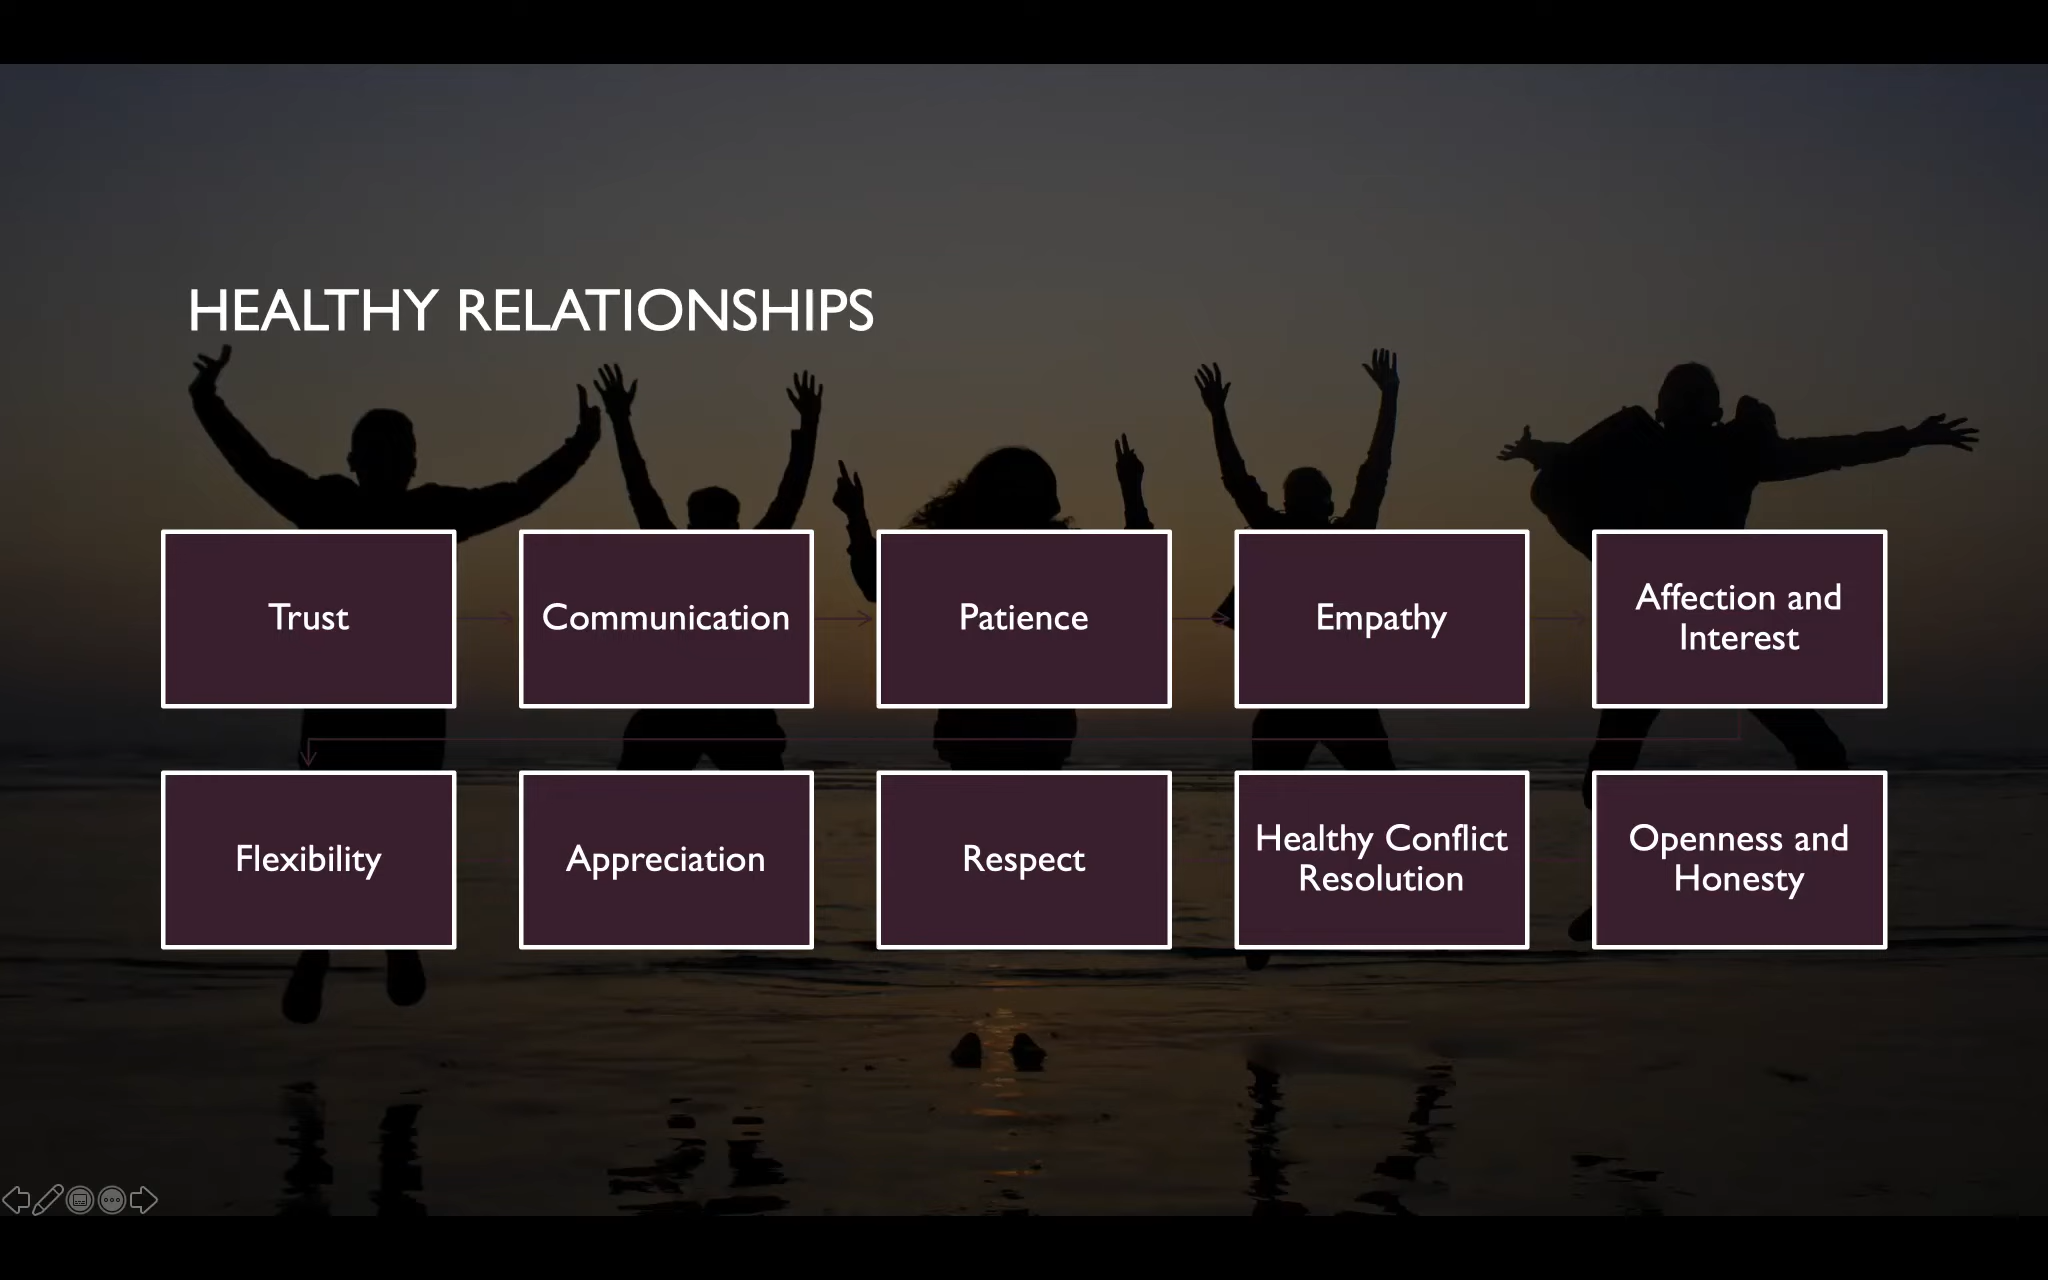 HEALTHY RELATIONSHIPS
Trust
Communication
Patience
Empathy
Affection and
Interest
Flexibility
Appreciation
Respect
Healthy Conflict
Resolution
Openness and
Honesty